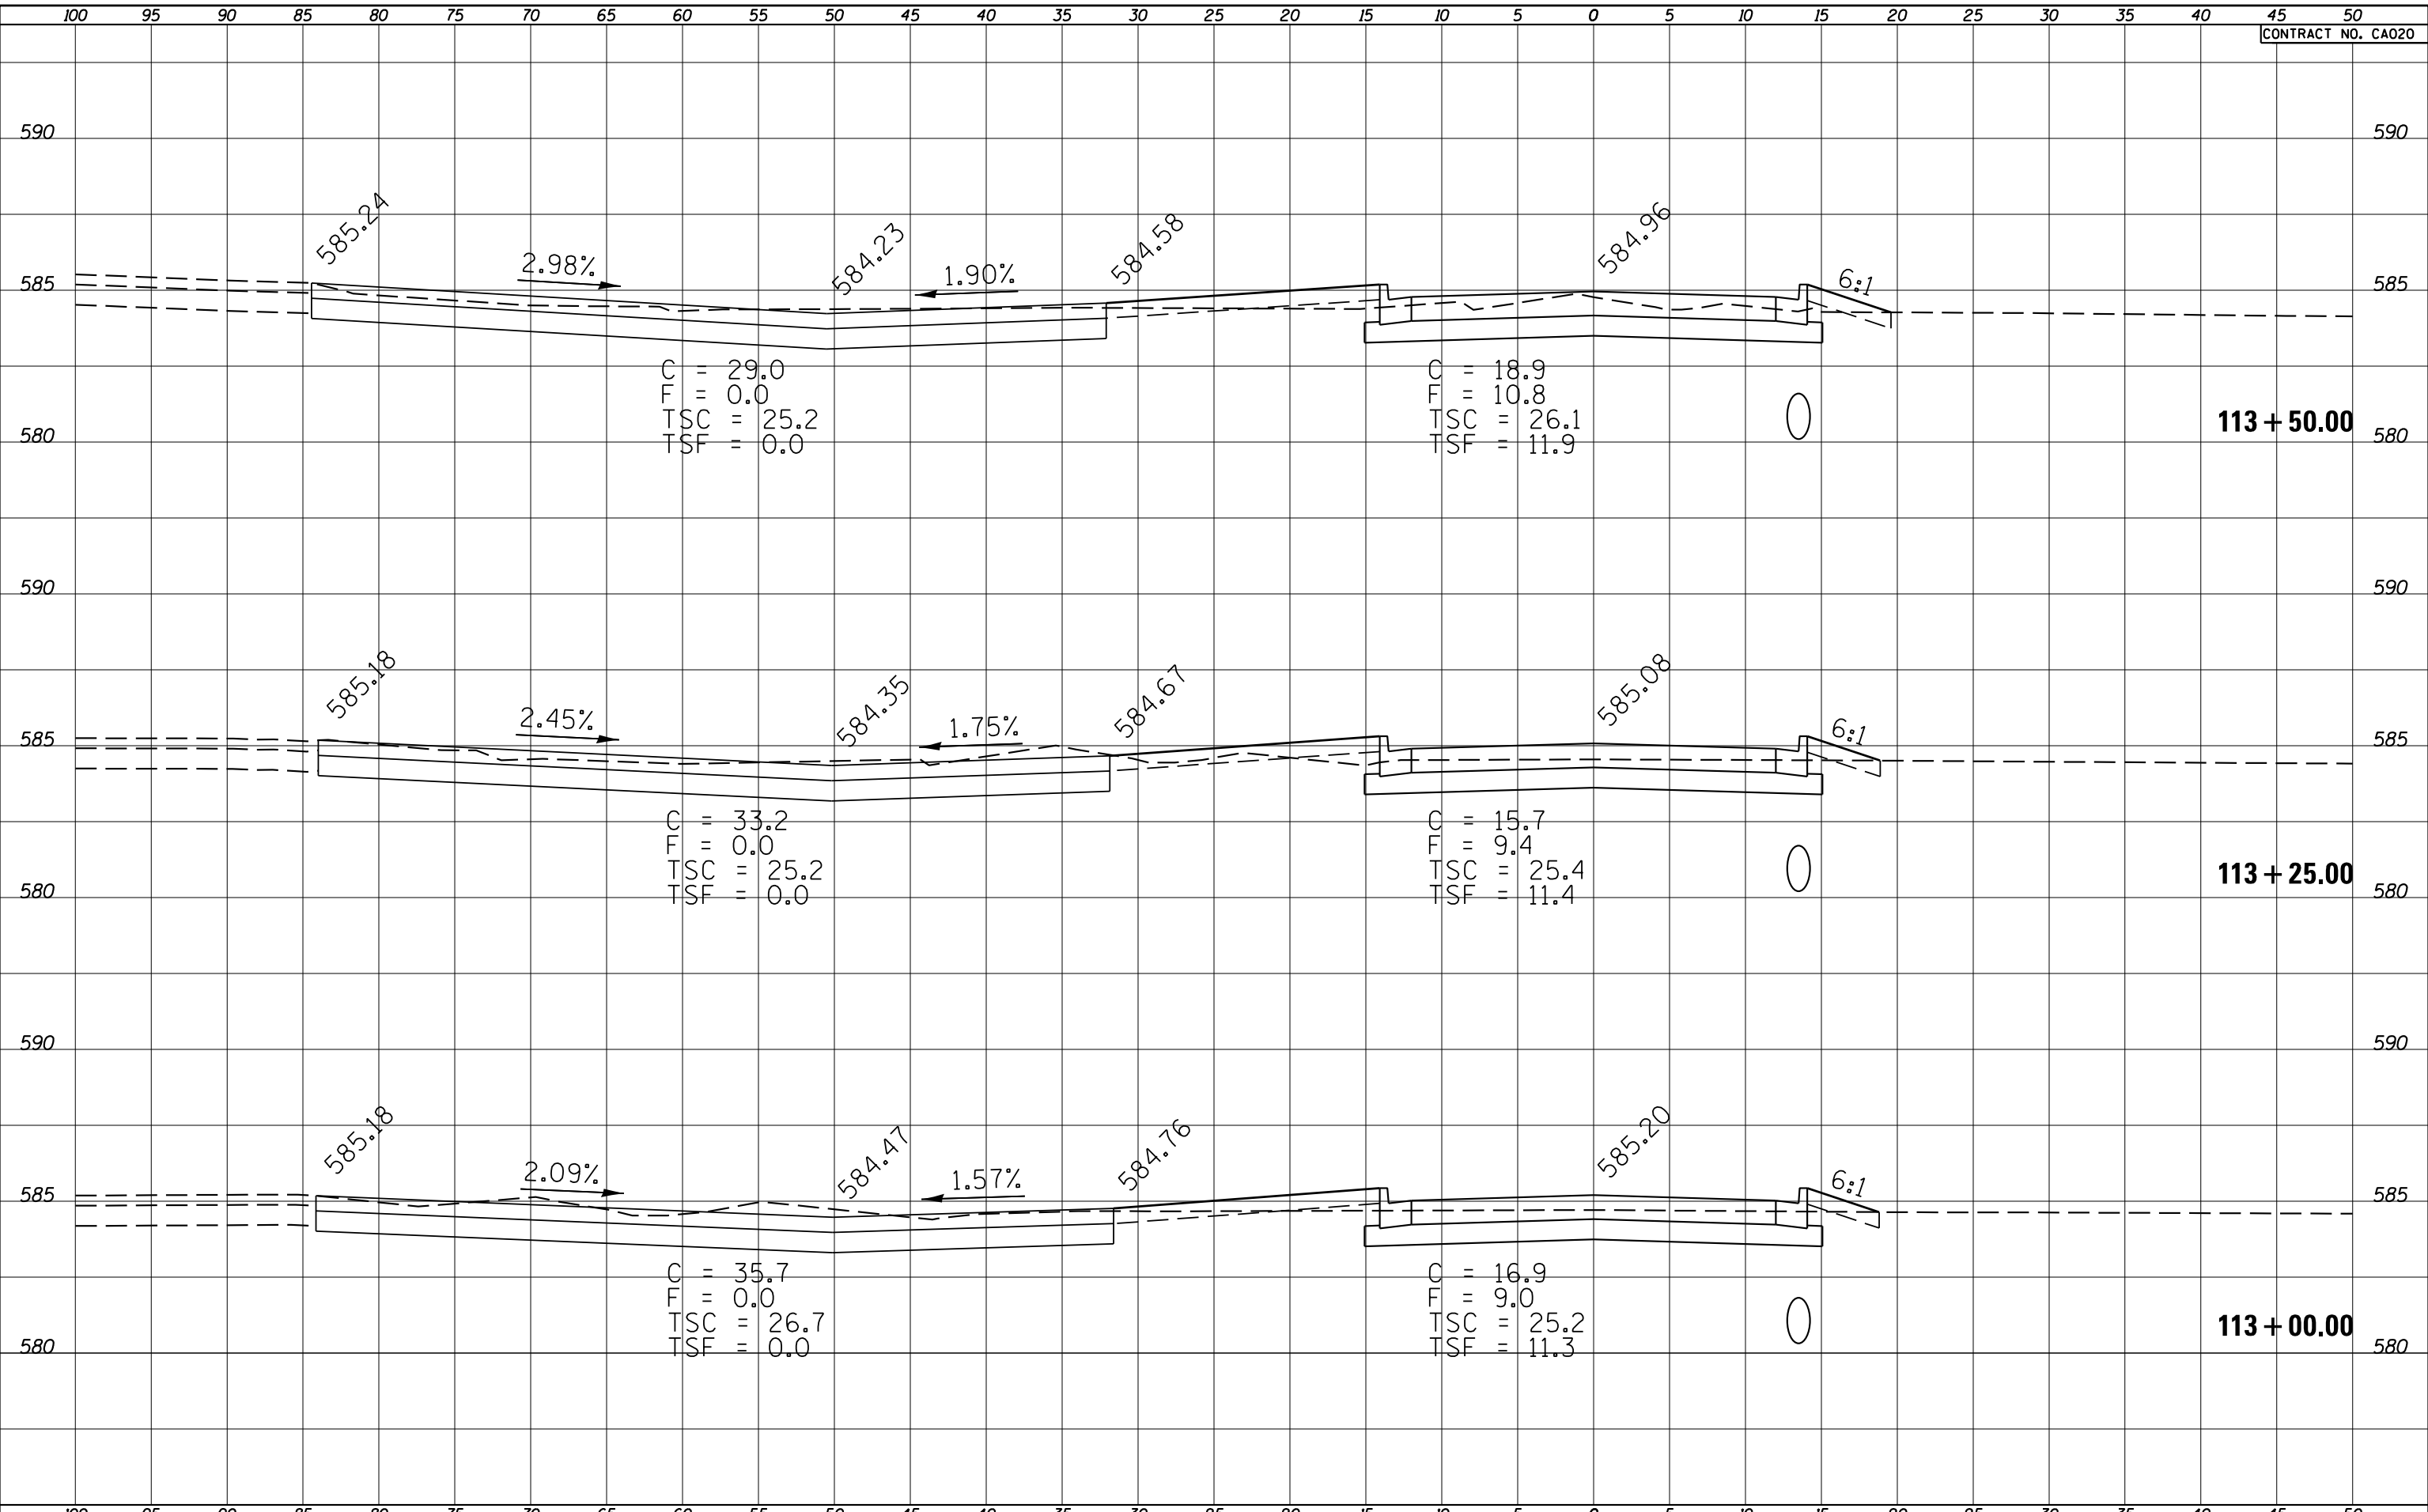 100 95 90 85 80 75 70 65 60 55 50 45 40 35 30 25 20 15 10 5 0 5 10 15 20 25 30 35 40 45 50
CONTRACT NO. CA020
590 590
585.24 584.23 584.58 584.96
2.98% 1.90% 6:1
585 585
C = 29.0
F = 0.0
TSC = 25.2
TSF = 0.0
C = 18.9
F = 10.8
TSC = 26.1
TSF = 11.9
113+50.00
580 580
590 590
585.18 584.35 584.67 585.08
2.45% 1.75% 6:1
585 585
C = 33.2
F = 0.0
TSC = 25.2
TSF = 0.0
C = 15.7
F = 9.4
TSC = 25.4
TSF = 11.4
113+25.00
580 580
590 590
585.18 584.47 584.76 585.20
2.09% 1.57% 6:1
585 585
C = 35.7
F = 0.0
TSC = 26.7
TSF = 0.0
C = 16.9
F = 9.0
TSC = 25.2
TSF = 11.3
113+00.00
580 580